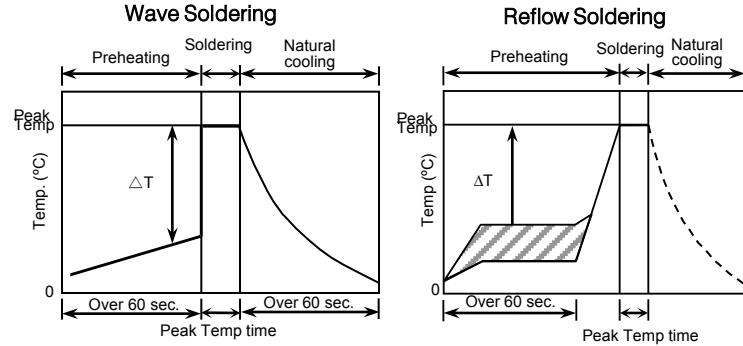 Wave Soldering
Soldering
Natural
cooling
Preheating
Peak
Temp
△T
Temp. (ºC)
0
Over 60 sec.
Over 60 sec.
Peak Temp time
Reflow Soldering
Soldering
Natural
cooling
Preheating
Peak
Temp
ΔT
Temp (ºC)
0
Over 60 sec.
Peak Temp time